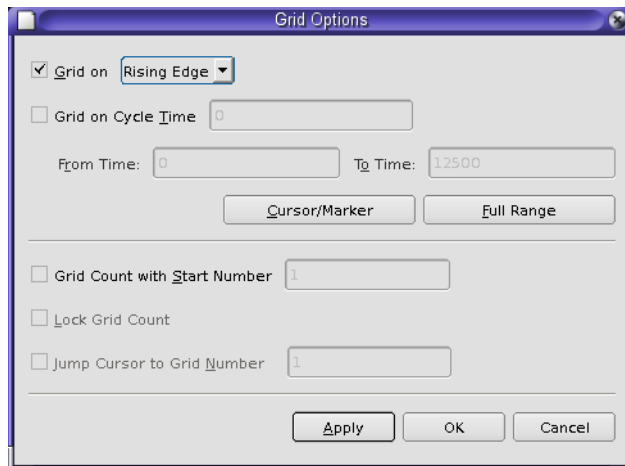 Grid Options
Grid on Rising Edge
Grid on Cycle Time 0
From Time: 0 To Time: 12500
Cursor/Marker Full Range
Grid Count with Start Number 1
Lock Grid Count
Jump Cursor to Grid Number 1
Apply OK Cancel